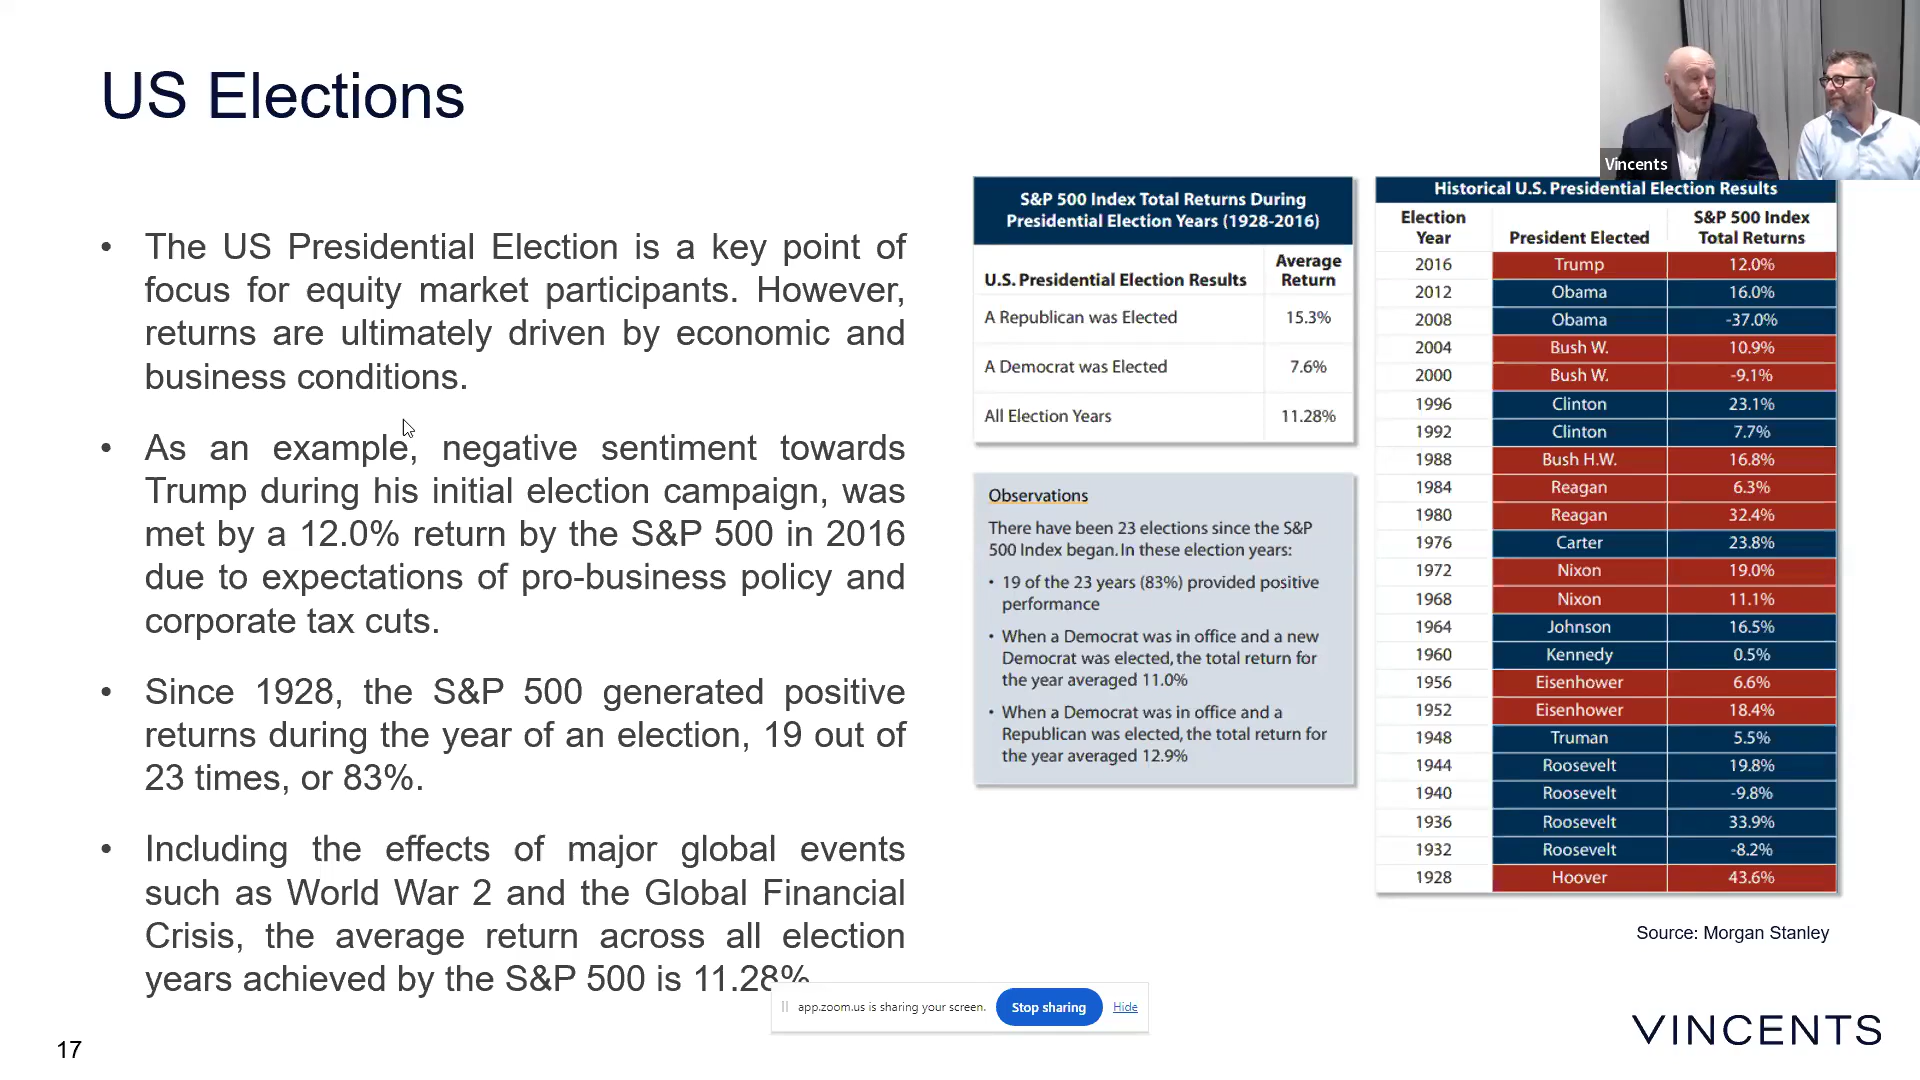 US Elections
• The US Presidential Election is a key point of
focus for equity market participants. However,
returns are ultimately driven by economic and
business conditions.
• As an example, negative sentiment towards
Trump during his initial election campaign, was
met by a 12.0% return by the S&P 500 in 2016
due to expectations of pro-business policy and
corporate tax cuts.
• Since 1928, the S&P 500 generated positive
returns during the year of an election, 19 out of
23 times, or 83%.
• Including the effects of major global events
such as World War 2 and the Global Financial
Crisis, the average return across all election
years achieved by the S&P 500 is 11.28%
S&P 500 Index Total Returns During
Presidential Election Years (1928-2016)
U.S. Presidential Election Results Average Return
A Republican was Elected 15.3%
A Democrat was Elected 7.6%
All Election Years 11.28%
Observations
There have been 23 elections since the S&P
500 Index began. In these election years:
• 19 of the 23 years (83%) provided positive
performance
• When a Democrat was in office and a new
Democrat was elected, the total return for
the year averaged 11.0%
• When a Democrat was in office and a
Republican was elected, the total return for
the year averaged 12.9%
Vincents
Historical U.S. Presidential Election Results
Election Year President Elected S&P 500 Index Total Returns
2016 Trump 12.0%
2012 Obama 16.0%
2008 Obama -37.0%
2004 Bush W. 10.9%
2000 Bush W. -9.1%
1996 Clinton 23.1%
1992 Clinton 7.7%
1988 Bush H.W. 16.8%
1984 Reagan 6.3%
1980 Reagan 32.4%
1976 Carter 23.8%
1972 Nixon 19.0%
1968 Nixon 11.1%
1964 Johnson 16.5%
1960 Kennedy 0.5%
1956 Eisenhower 6.6%
1952 Eisenhower 18.4%
1948 Truman 5.5%
1944 Roosevelt 19.8%
1940 Roosevelt -9.8%
1936 Roosevelt 33.9%
1932 Roosevelt -8.2%
1928 Hoover 43.6%
Source: Morgan Stanley
app.zoom.us is sharing your screen. Stop sharing Hide
VINCENTS
17